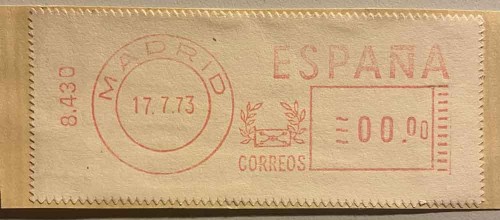 8.430
MADRID
17.7.73
ESPAÑA
00.00
CORREOS